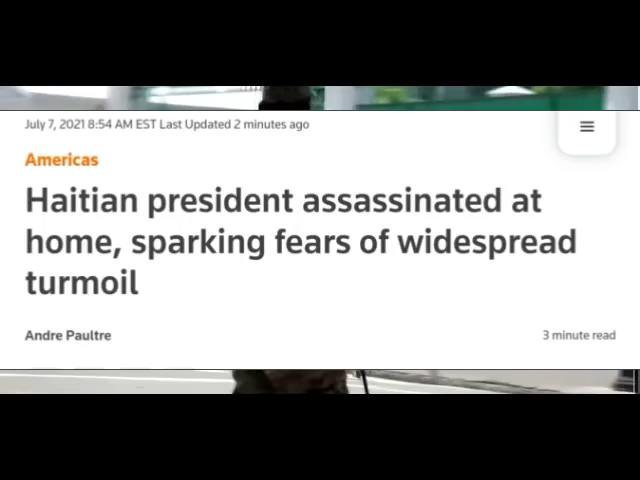 July 7, 2021 8:54 AM EST Last Updated 2 minutes ago
Americas
Haitian president assassinated at
home, sparking fears of widespread
turmoil
Andre Paultre
3 minute read